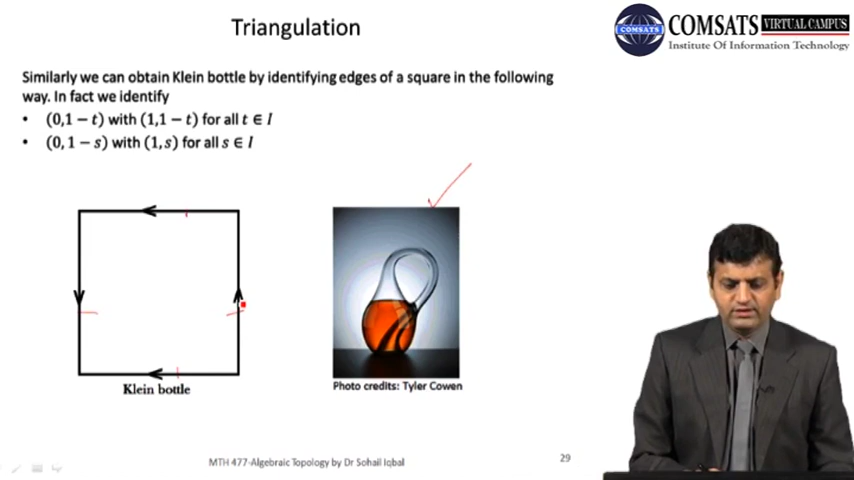 Triangulation
COMSATS VIRTUAL CAMPUS
COMSATS
Institute Of Information Technology
Similarly we can obtain Klein bottle by identifying edges of a square in the following
way. In fact we identify
• (0,1 − t) with (1,1 − t) for all t ∈ I
• (0, 1 − s) with (1, s) for all s ∈ I
Klein bottle
Photo credits: Tyler Cowen
MTH 477-Algebraic Topology by Dr Sohail Iqbal
29